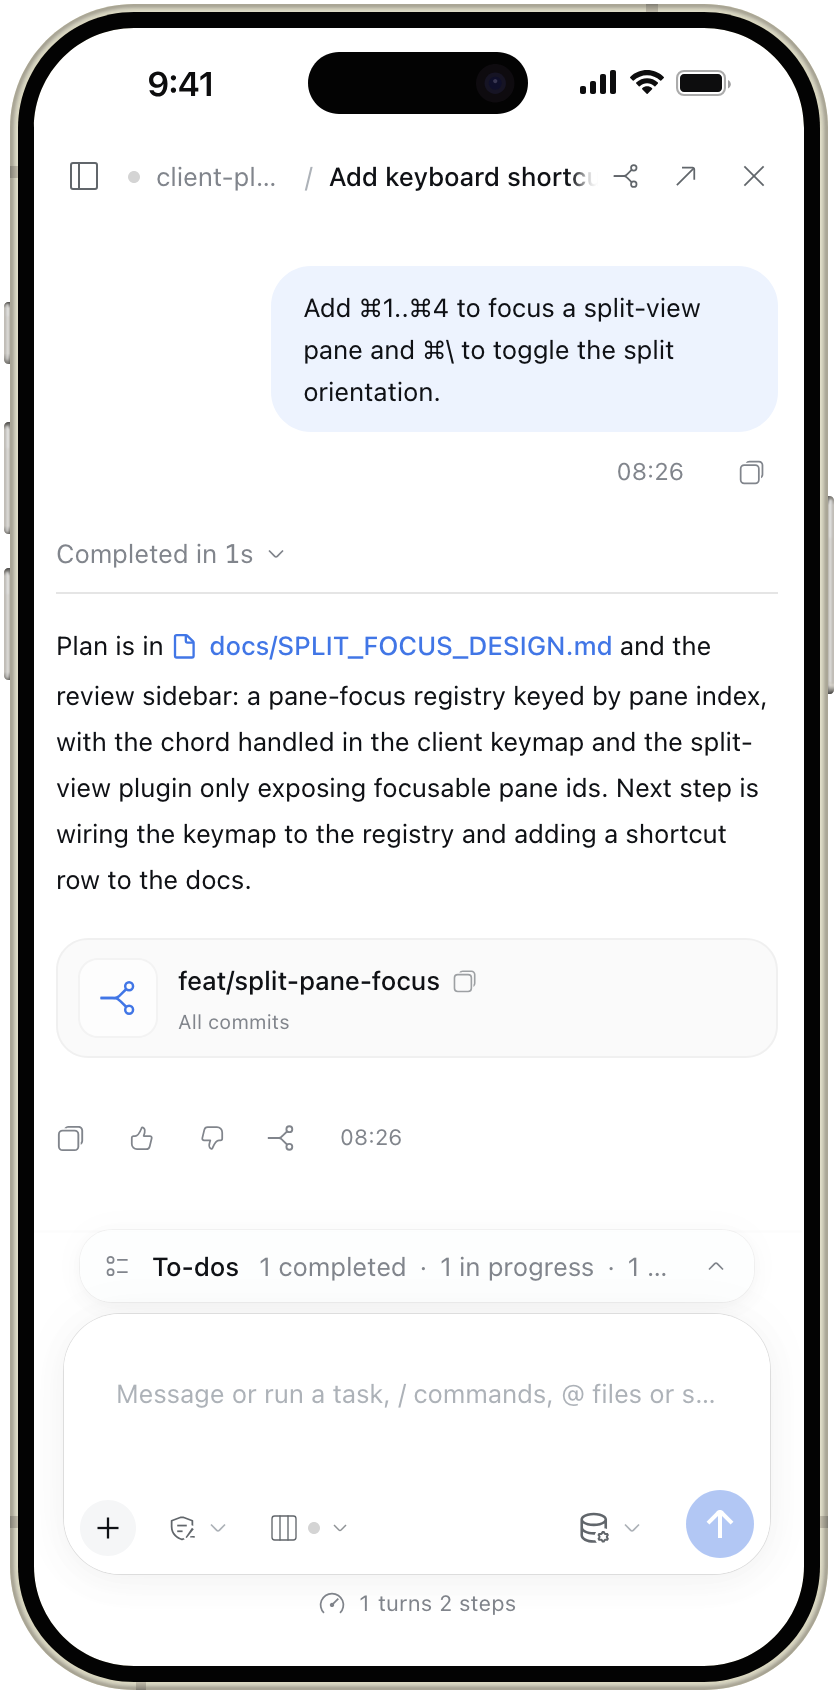 9:41
client-pl... / Add keyboard shortcu
Add ⌘1..⌘4 to focus a split-view
pane and ⌘\ to toggle the split
orientation.
08:26
Completed in 1s
Plan is in docs/SPLIT_FOCUS_DESIGN.md and the
review sidebar: a pane-focus registry keyed by pane index,
with the chord handled in the client keymap and the split-
view plugin only exposing focusable pane ids. Next step is
wiring the keymap to the registry and adding a shortcut
row to the docs.
feat/split-pane-focus
All commits
08:26
To-dos 1 completed · 1 in progress · 1 ...
Message or run a task, / commands, @ files or s...
1 turns 2 steps